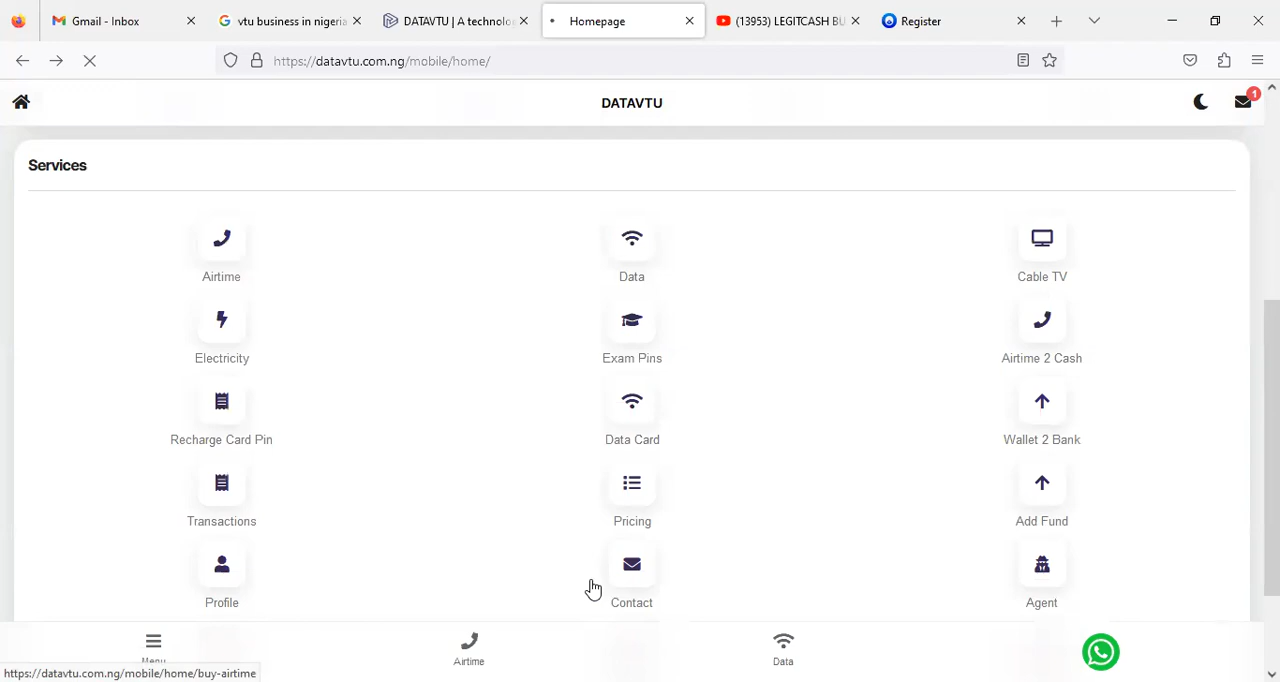 Gmail - Inbox
vtu business in nigeria
DATAVTU | A technolo
Homepage
(13953) LEGITCASH BU
Register
https://datavtu.com.ng/mobile/home/
DATAVTU
1
Services
Airtime
Data
Cable TV
Electricity
Exam Pins
Airtime 2 Cash
Recharge Card Pin
Data Card
Wallet 2 Bank
Transactions
Pricing
Add Fund
Profile
Contact
Agent
Menu
Airtime
Data
https://datavtu.com.ng/mobile/home/buy-airtime